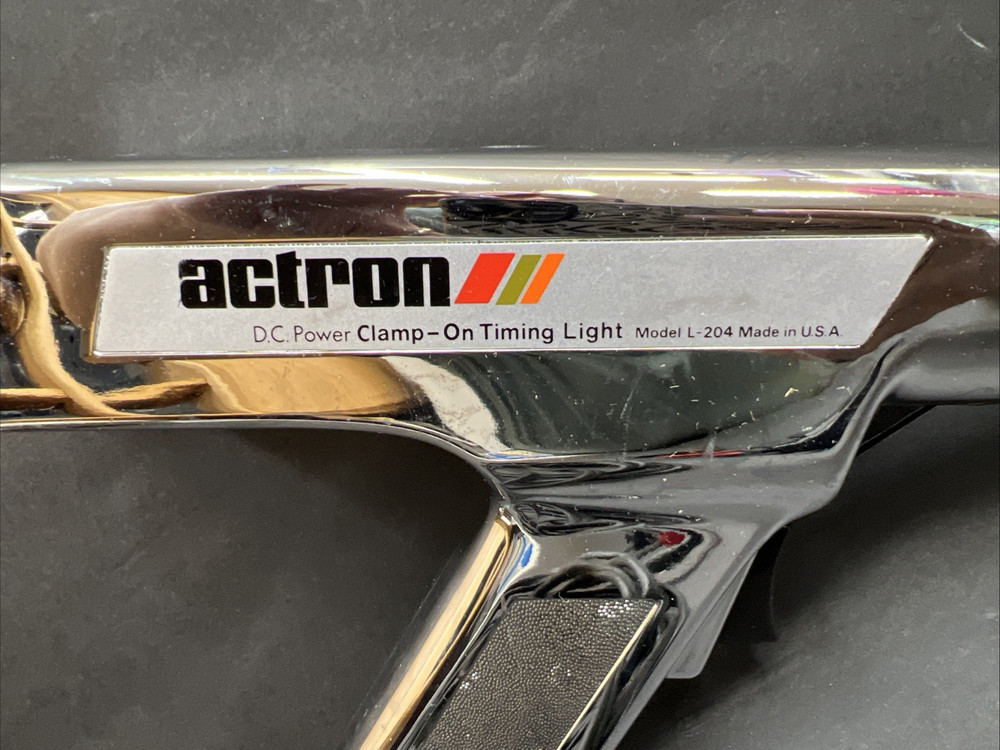 actron
D.C. Power Clamp-On Timing Light Model L-204 Made in U.S.A.